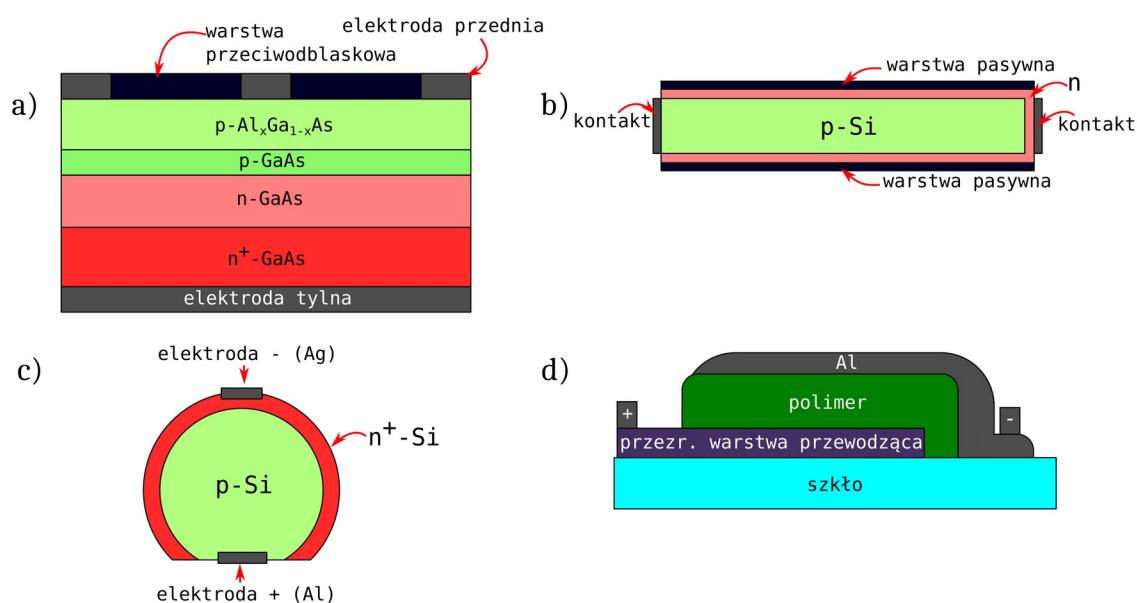 a)
warstwa
przeciwodblaskowa
elektroda przednia
p-AlₓGa₁₋ₓAs
p-GaAs
n-GaAs
n⁺-GaAs
elektroda tylna
b)
warstwa pasywna
n
kontakt
p-Si
kontakt
warstwa pasywna
c)
elektroda - (Ag)
n⁺-Si
p-Si
elektroda + (Al)
d)
Al
polimer
+
-
przezr. warstwa przewodząca
szkło